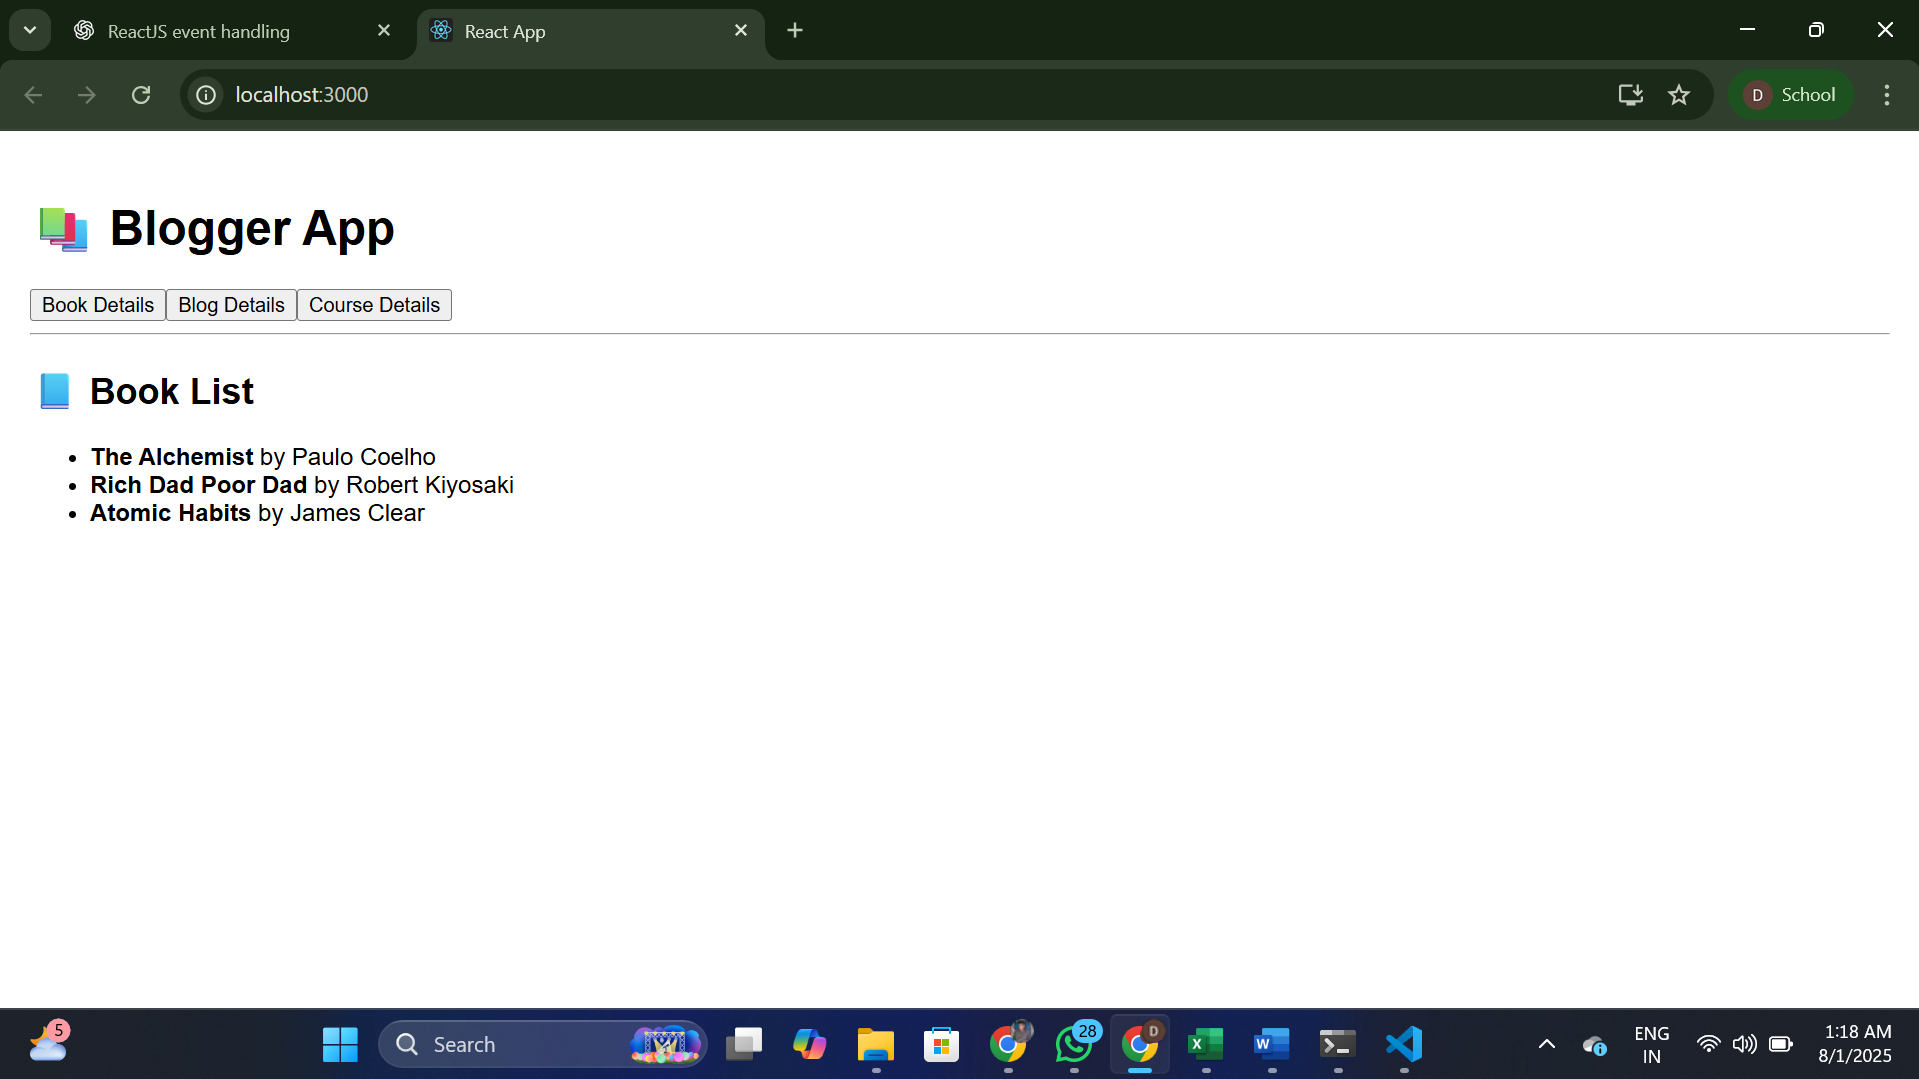 ReactJS event handling
React App
localhost:3000
D School
Blogger App
Book Details Blog Details Course Details
Book List
• The Alchemist by Paulo Coelho
• Rich Dad Poor Dad by Robert Kiyosaki
• Atomic Habits by James Clear
5
Search
28
D
X
W
ENG
IN
1:18 AM
8/1/2025